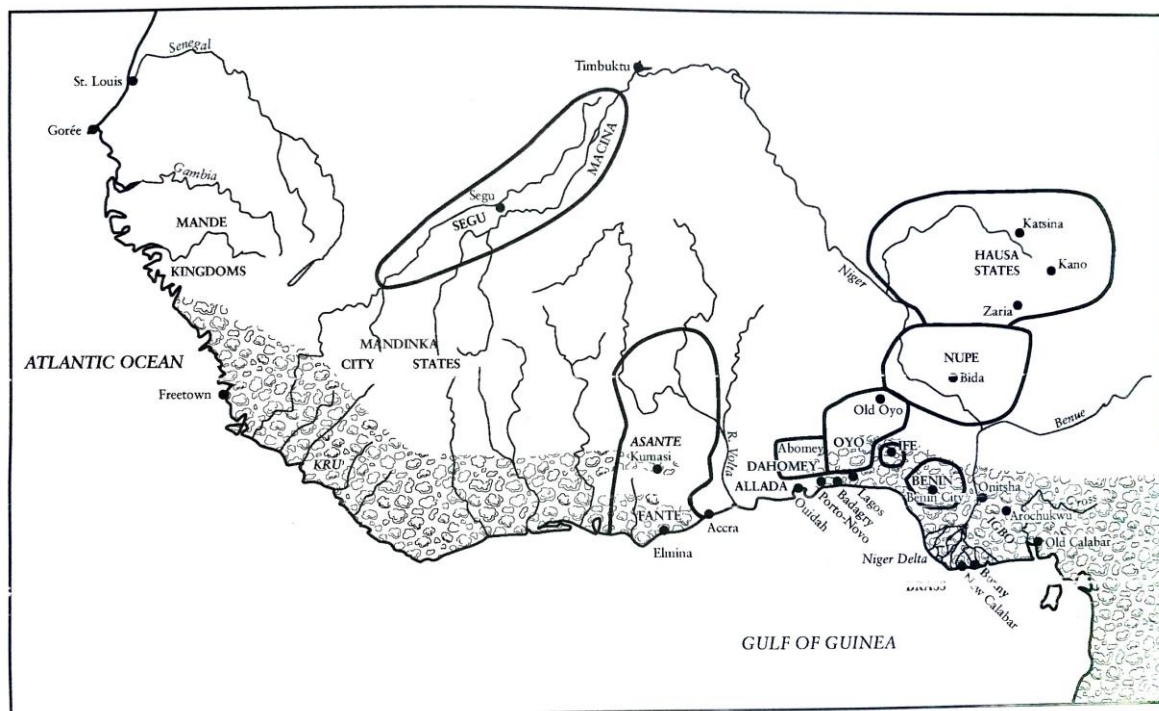 Senegal
St. Louis
Timbuktu
Gorée
Gambia
MACINA
Segu
SEGU
MANDE
KINGDOMS
Katsina
HAUSA
STATES
Kano
Niger
Zaria
MANDINKA
CITY STATES
ATLANTIC OCEAN
NUPE
Bida
Freetown
Old Oyo
Benue
ASANTE
Kumasi
R. Volta
Abomey
OYO
IFE
KRU
DAHOMEY
ALLADA
BENIN
Benin City
Onitsha
Cross
Arochukwu
IGBO
FANTE
Accra
Ouidah
Porto-Novo
Badagry
Lagos
Elmina
Old Calabar
Niger Delta
BRASS
Bonny
New Calabar
GULF OF GUINEA